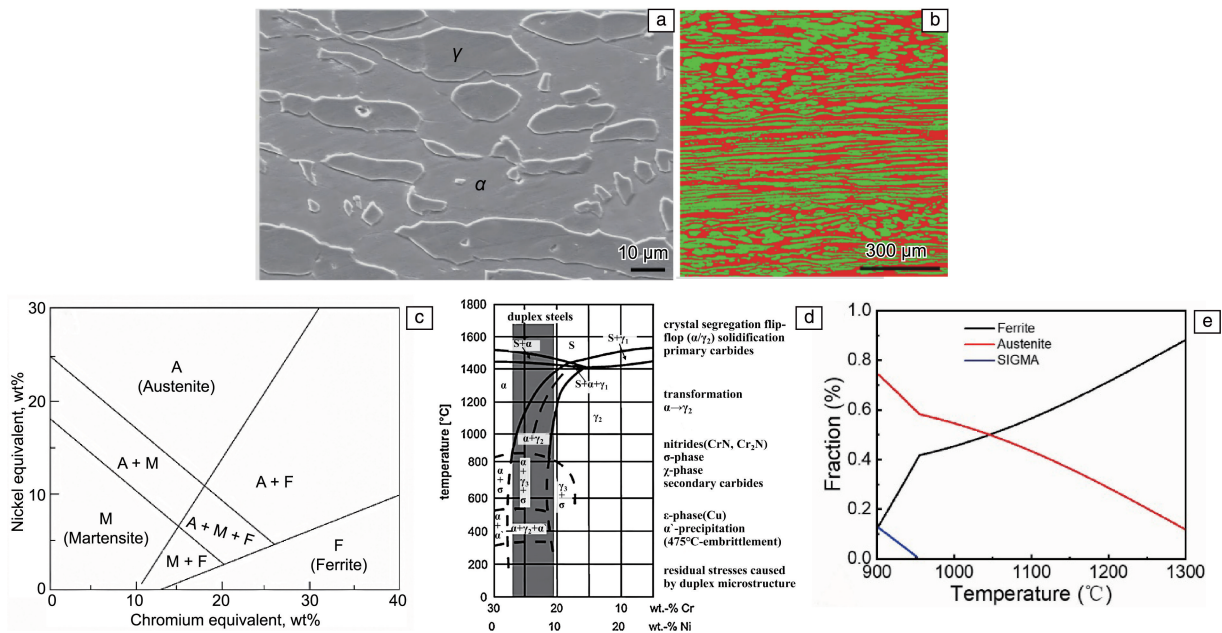 a
γ
α
10 μm
b
300 μm
c
30
20
10
0
Nickel equivalent, wt%
A
(Austenite)
A + M
A + F
M
(Martensite)
A + M + F
M + F
F
(Ferrite)
0
10
20
30
40
Chromium equivalent, wt%
d
1800
1600
1400
1200
1000
800
600
400
200
0
temperature [°C]
duplex steels
S
S+α
S+γ₁
α
S+α+γ₁
γ₂
α+γ₂
α+σ
α+γ₃+σ
γ₃+σ
α+α`
α+γ₂+α`
30
20
10
wt.-% Cr
0
10
20
wt.-% Ni
crystal segregation flip-
flop (α/γ₂) solidification
primary carbides
transformation
α→γ₂
nitrides(CrN, Cr₂N)
σ-phase
χ-phase
secondary carbides
ε-phase(Cu)
α`-precipitation
(475°C-embrittlement)
residual stresses caused
by duplex microstructure
e
1.0
0.8
0.6
0.4
0.2
0.0
Fraction (%)
Ferrite
Austenite
SIGMA
900
1000
1100
1200
1300
Temperature (℃)